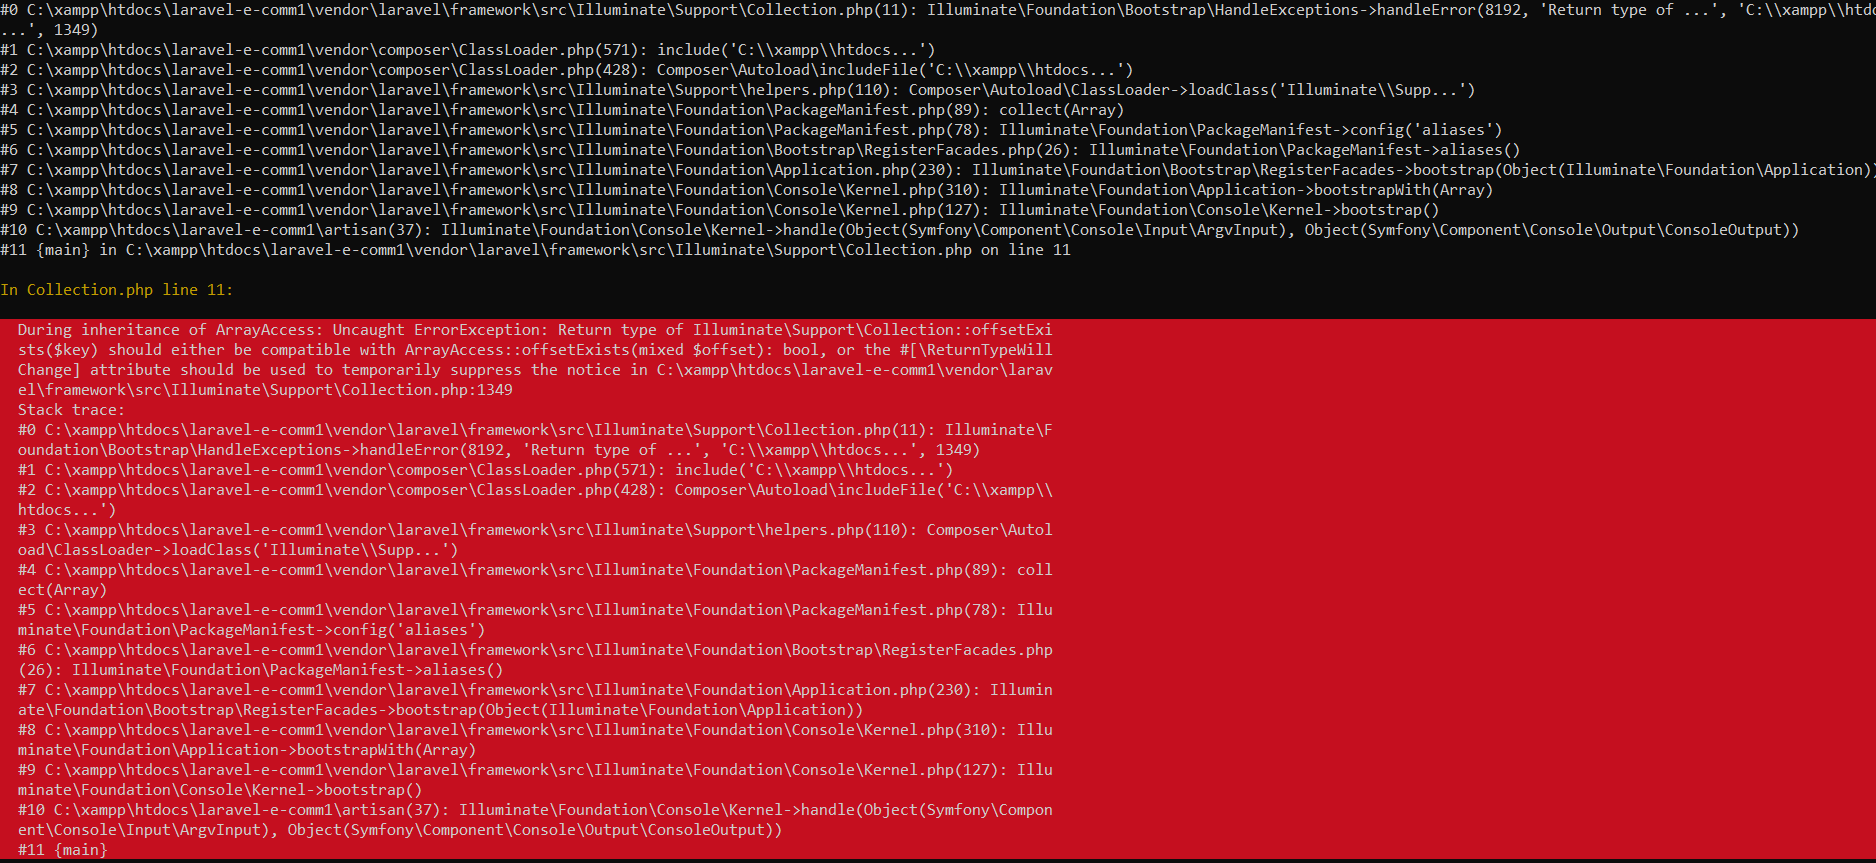 #0 C:\xampp\htdocs\laravel-e-comm1\vendor\laravel\framework\src\Illuminate\Support\Collection.php(11): Illuminate\Foundation\Bootstrap\HandleExceptions->handleError(8192, 'Return type of ...', 'C:\\xampp\\htdo
...', 1349)
#1 C:\xampp\htdocs\laravel-e-comm1\vendor\composer\ClassLoader.php(571): include('C:\\xampp\\htdocs...')
#2 C:\xampp\htdocs\laravel-e-comm1\vendor\composer\ClassLoader.php(428): Composer\Autoload\includeFile('C:\\xampp\\htdocs...')
#3 C:\xampp\htdocs\laravel-e-comm1\vendor\laravel\framework\src\Illuminate\Support\helpers.php(110): Composer\Autoload\ClassLoader->loadClass('Illuminate\\Supp...')
#4 C:\xampp\htdocs\laravel-e-comm1\vendor\laravel\framework\src\Illuminate\Foundation\PackageManifest.php(89): collect(Array)
#5 C:\xampp\htdocs\laravel-e-comm1\vendor\laravel\framework\src\Illuminate\Foundation\PackageManifest.php(78): Illuminate\Foundation\PackageManifest->config('aliases')
#6 C:\xampp\htdocs\laravel-e-comm1\vendor\laravel\framework\src\Illuminate\Foundation\Bootstrap\RegisterFacades.php(26): Illuminate\Foundation\PackageManifest->aliases()
#7 C:\xampp\htdocs\laravel-e-comm1\vendor\laravel\framework\src\Illuminate\Foundation\Application.php(230): Illuminate\Foundation\Bootstrap\RegisterFacades->bootstrap(Object(Illuminate\Foundation\Application))
#8 C:\xampp\htdocs\laravel-e-comm1\vendor\laravel\framework\src\Illuminate\Foundation\Console\Kernel.php(310): Illuminate\Foundation\Application->bootstrapWith(Array)
#9 C:\xampp\htdocs\laravel-e-comm1\vendor\laravel\framework\src\Illuminate\Foundation\Console\Kernel.php(127): Illuminate\Foundation\Console\Kernel->bootstrap()
#10 C:\xampp\htdocs\laravel-e-comm1\artisan(37): Illuminate\Foundation\Console\Kernel->handle(Object(Symfony\Component\Console\Input\ArgvInput), Object(Symfony\Component\Console\Output\ConsoleOutput))
#11 {main} in C:\xampp\htdocs\laravel-e-comm1\vendor\laravel\framework\src\Illuminate\Support\Collection.php on line 11
In Collection.php line 11:
During inheritance of ArrayAccess: Uncaught ErrorException: Return type of Illuminate\Support\Collection::offsetExi
sts($key) should either be compatible with ArrayAccess::offsetExists(mixed $offset): bool, or the #[\ReturnTypeWill
Change] attribute should be used to temporarily suppress the notice in C:\xampp\htdocs\laravel-e-comm1\vendor\larav
el\framework\src\Illuminate\Support\Collection.php:1349
Stack trace:
#0 C:\xampp\htdocs\laravel-e-comm1\vendor\laravel\framework\src\Illuminate\Support\Collection.php(11): Illuminate\F
oundation\Bootstrap\HandleExceptions->handleError(8192, 'Return type of ...', 'C:\\xampp\\htdocs...', 1349)
#1 C:\xampp\htdocs\laravel-e-comm1\vendor\composer\ClassLoader.php(571): include('C:\\xampp\\htdocs...')
#2 C:\xampp\htdocs\laravel-e-comm1\vendor\composer\ClassLoader.php(428): Composer\Autoload\includeFile('C:\\xampp\\
htdocs...')
#3 C:\xampp\htdocs\laravel-e-comm1\vendor\laravel\framework\src\Illuminate\Support\helpers.php(110): Composer\Autol
oad\ClassLoader->loadClass('Illuminate\\Supp...')
#4 C:\xampp\htdocs\laravel-e-comm1\vendor\laravel\framework\src\Illuminate\Foundation\PackageManifest.php(89): coll
ect(Array)
#5 C:\xampp\htdocs\laravel-e-comm1\vendor\laravel\framework\src\Illuminate\Foundation\PackageManifest.php(78): Illu
minate\Foundation\PackageManifest->config('aliases')
#6 C:\xampp\htdocs\laravel-e-comm1\vendor\laravel\framework\src\Illuminate\Foundation\Bootstrap\RegisterFacades.php
(26): Illuminate\Foundation\PackageManifest->aliases()
#7 C:\xampp\htdocs\laravel-e-comm1\vendor\laravel\framework\src\Illuminate\Foundation\Application.php(230): Illumin
ate\Foundation\Bootstrap\RegisterFacades->bootstrap(Object(Illuminate\Foundation\Application))
#8 C:\xampp\htdocs\laravel-e-comm1\vendor\laravel\framework\src\Illuminate\Foundation\Console\Kernel.php(310): Illu
minate\Foundation\Application->bootstrapWith(Array)
#9 C:\xampp\htdocs\laravel-e-comm1\vendor\laravel\framework\src\Illuminate\Foundation\Console\Kernel.php(127): Illu
minate\Foundation\Console\Kernel->bootstrap()
#10 C:\xampp\htdocs\laravel-e-comm1\artisan(37): Illuminate\Foundation\Console\Kernel->handle(Object(Symfony\Compon
ent\Console\Input\ArgvInput), Object(Symfony\Component\Console\Output\ConsoleOutput))
#11 {main}